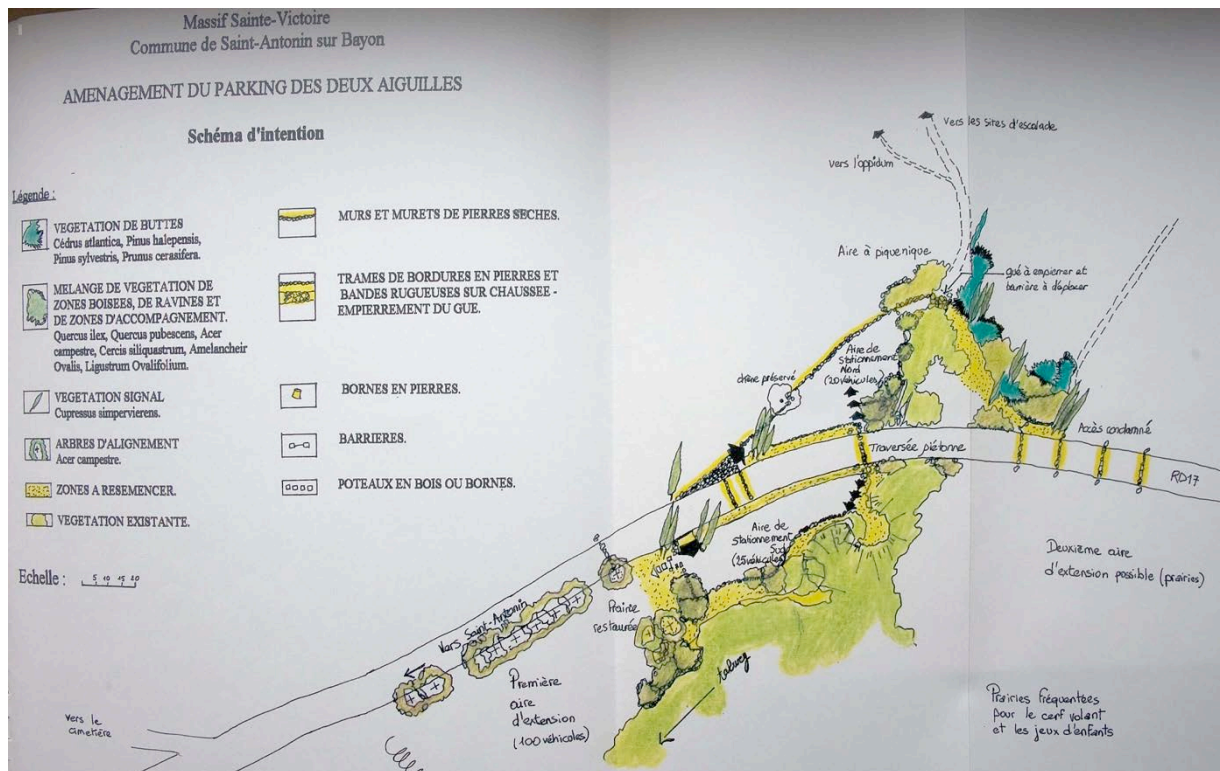 Massif Sainte-Victoire
Commune de Saint-Antonin sur Bayon
AMENAGEMENT DU PARKING DES DEUX AIGUILLES
Schéma d'intention
Légende :
VEGETATION DE BUTTES
Cédrus atlantica, Pinus halepensis,
Pinus sylvestris, Prunus cerasifera.
MELANGE DE VEGETATION DE
ZONES BOISEES, DE RAVINES ET
DE ZONES D'ACCOMPAGNEMENT.
Quercus ilex, Quercus pubescens, Acer
campestre, Cercis siliquastrum, Amelancheir
Ovalis, Ligustrum Ovalifolium.
VEGETATION SIGNAL
Cupressus simpervierens.
ARBRES D'ALIGNEMENT
Acer campestre.
ZONES A RESEMENCER.
VEGETATION EXISTANTE.
Echelle :
5 10 15 20
MURS ET MURETS DE PIERRES SECHES.
TRAMES DE BORDURES EN PIERRES ET
BANDES RUGUEUSES SUR CHAUSSEE -
EMPIERREMENT DU GUE.
BORNES EN PIERRES.
BARRIERES.
POTEAUX EN BOIS OU BORNES.
vers les sites d'escalade
vers l'oppidum
Aire à piquenique
gué à empierrer et
barrière à déplacer
Aire de
stationnement
Nord
(20 véhicules)
chêne préservé
Accès condamné
Traversée piétonne
RD17
Aire de
stationnement
Sud
(25 véhicules)
Deuxième aire
d'extension possible (prairies)
Prairie
restaurée
Vers Saint-Antonin
Première
aire
d'extension
(100 véhicules)
talweg
Prairies fréquentées
pour le cerf volant
et les jeux d'enfants
vers le
cimetière